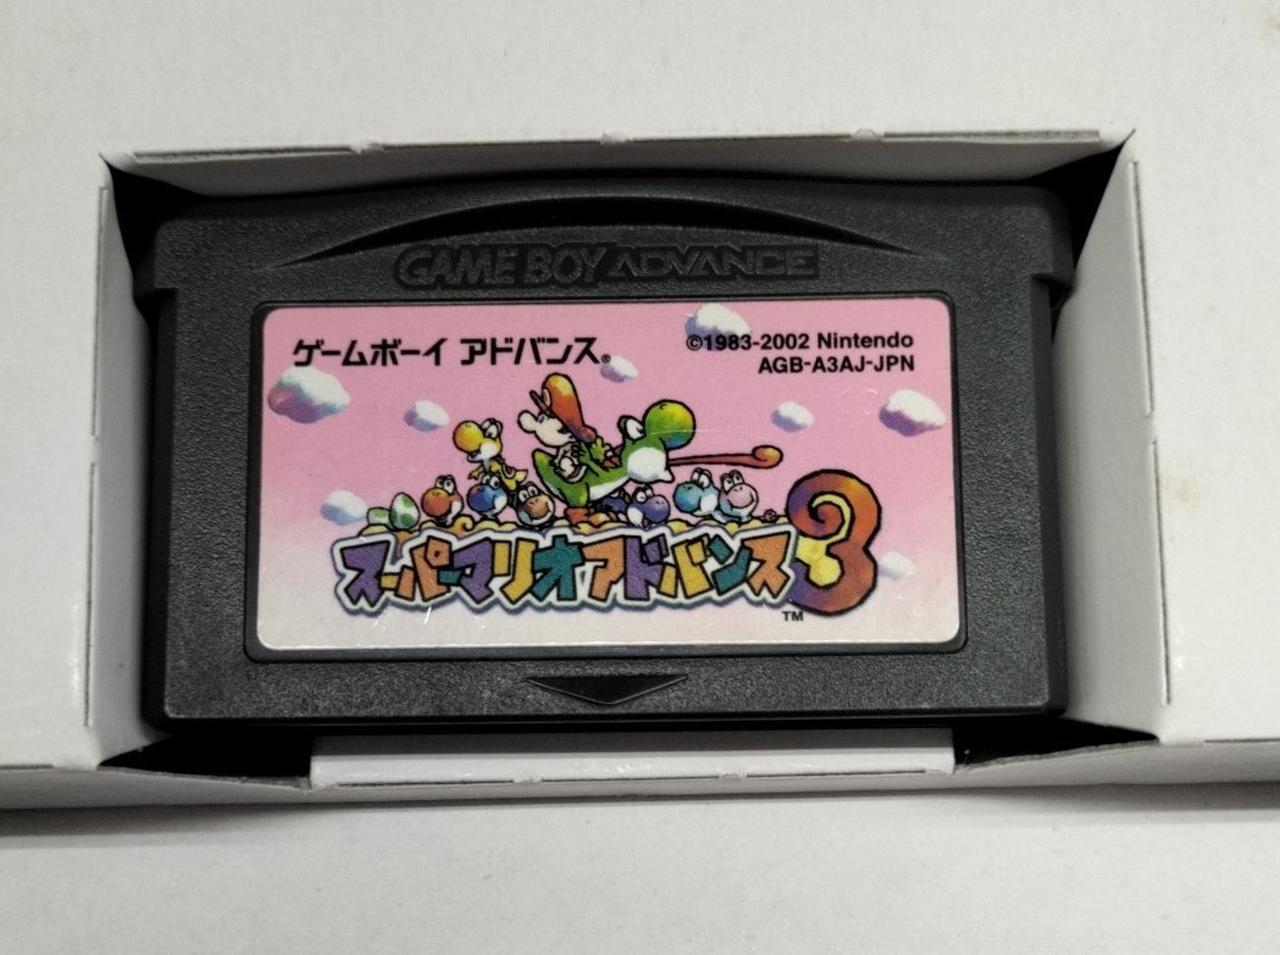 GAME BOY ADVANCE
ゲームボーイ アドバンス®
©1983-2002 Nintendo
AGB-A3AJ-JPN
スーパーマリオアドバンス3
TM